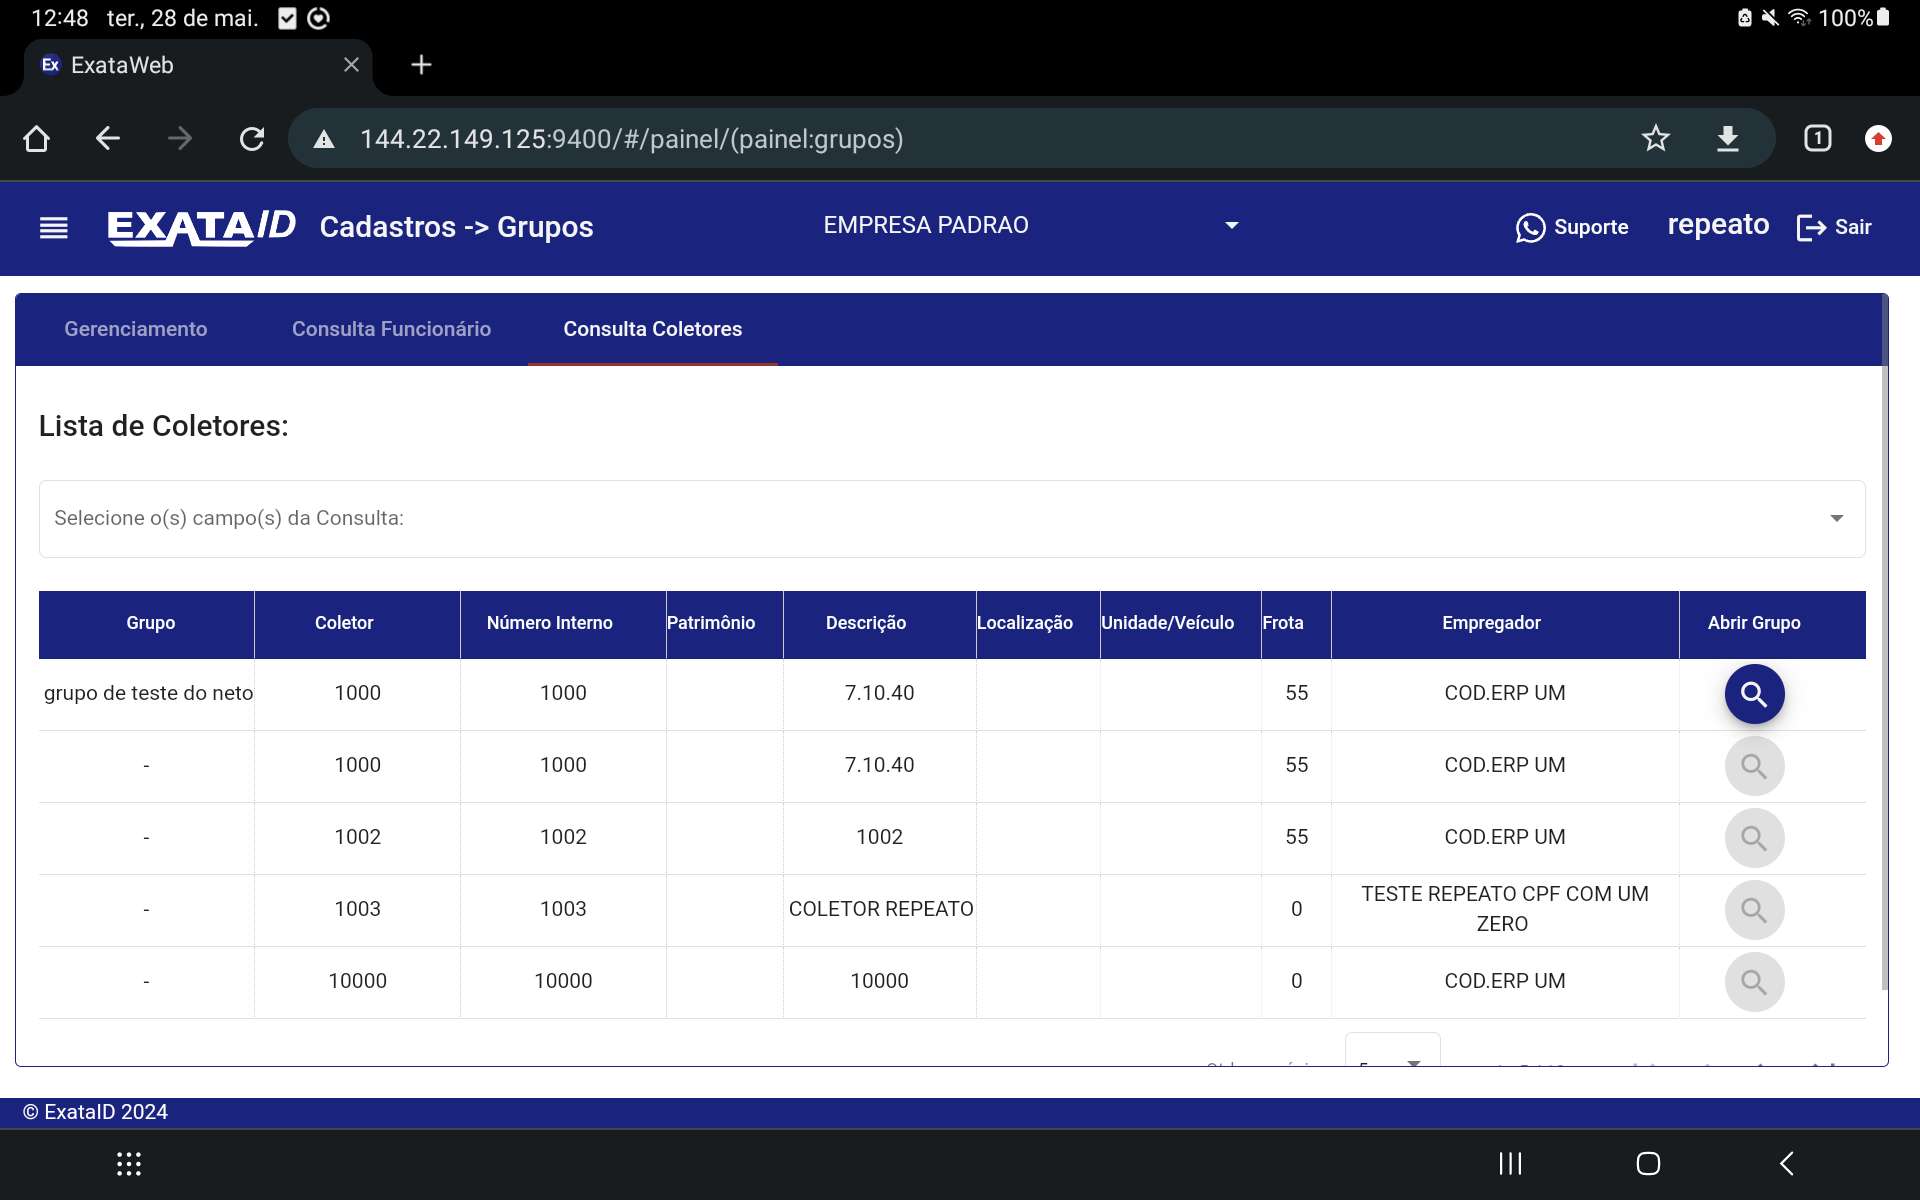 12:48 ter., 28 de mai. 100%
Ex ExataWeb
144.22.149.125:9400/#/painel/(painel:grupos) 1
EXATAID Cadastros -> Grupos EMPRESA PADRAO Suporte repeato Sair
Gerenciamento Consulta Funcionário Consulta Coletores
Lista de Coletores:
Selecione o(s) campo(s) da Consulta:
Grupo Coletor Número Interno Patrimônio Descrição Localização Unidade/Veículo Frota Empregador Abrir Grupo
grupo de teste do neto 1000 1000 7.10.40 55 COD.ERP UM
- 1000 1000 7.10.40 55 COD.ERP UM
- 1002 1002 1002 55 COD.ERP UM
- 1003 1003 COLETOR REPEATO 0 TESTE REPEATO CPF COM UM
ZERO
- 10000 10000 10000 0 COD.ERP UM
© ExataID 2024